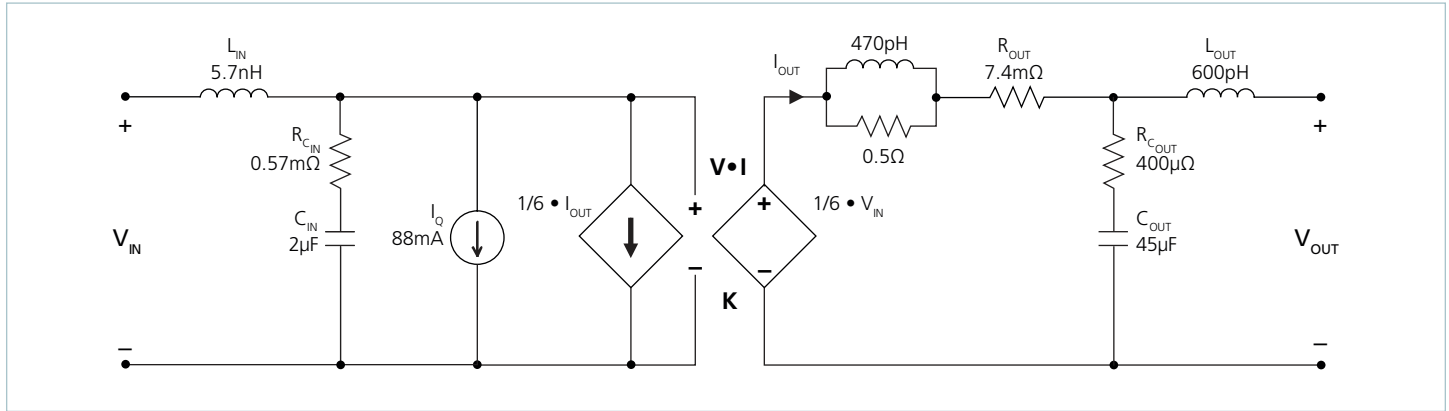 L_IN
5.7nH
+
V_IN
–
R_C_IN
0.57mΩ
C_IN
2µF
I_Q
88mA
1/6 • I_OUT
+
–
V•I
K
+
–
1/6 • V_IN
I_OUT
470pH
0.5Ω
R_OUT
7.4mΩ
R_C_OUT
400µΩ
C_OUT
45µF
L_OUT
600pH
+
V_OUT
–